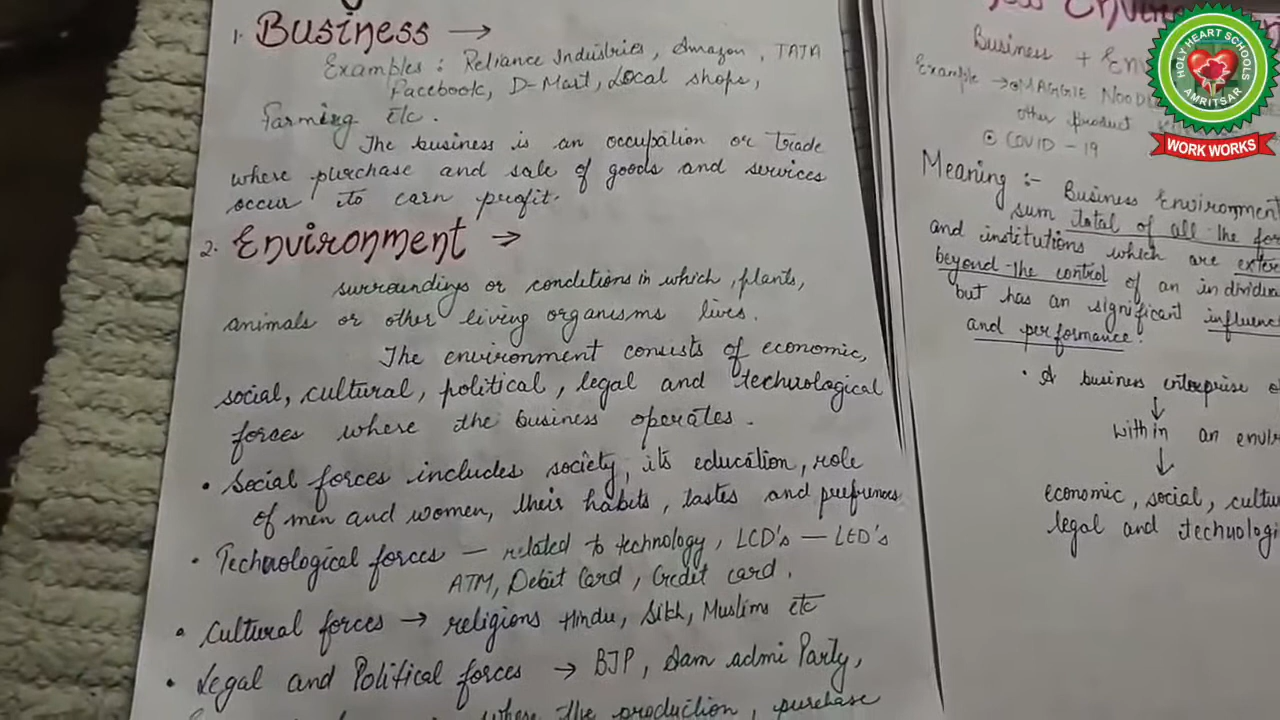 1. Business →
Examples : Reliance Industries, Amazon, TATA
Facebook, D-Mart, Local shops,
Farming Etc.
The business is an occupation or trade
where purchase and sale of goods and services
occur to earn profit.
2. Environment →
surroundings or conditions in which, plants,
animals or other living organisms lives.
The environment consists of economic,
social, cultural, political, legal and technological
forces where the business operates.
• Social forces includes society, its education, role
of men and women, their habits, tastes and preferences
• Technological forces — related to technology, LCD's — LED's
ATM, Debit Card, Credit card.
• Cultural forces → religions Hindu, Sikh, Muslims etc
• Legal and Political forces → BJP, Aam admi Party,
where the production, purchase
Business +
Example → MAGGIE NOOD
other product
⊙ COVID - 19
Meaning :- Business Environment
sum total of all the
and institutions which are
beyond the control of an
but has an significant
and performance.
• A business enterprise
↓
within an
↓
economic, social,
legal and
HOLY HEART SCHOOLS
AMRITSAR
WORK WORKS